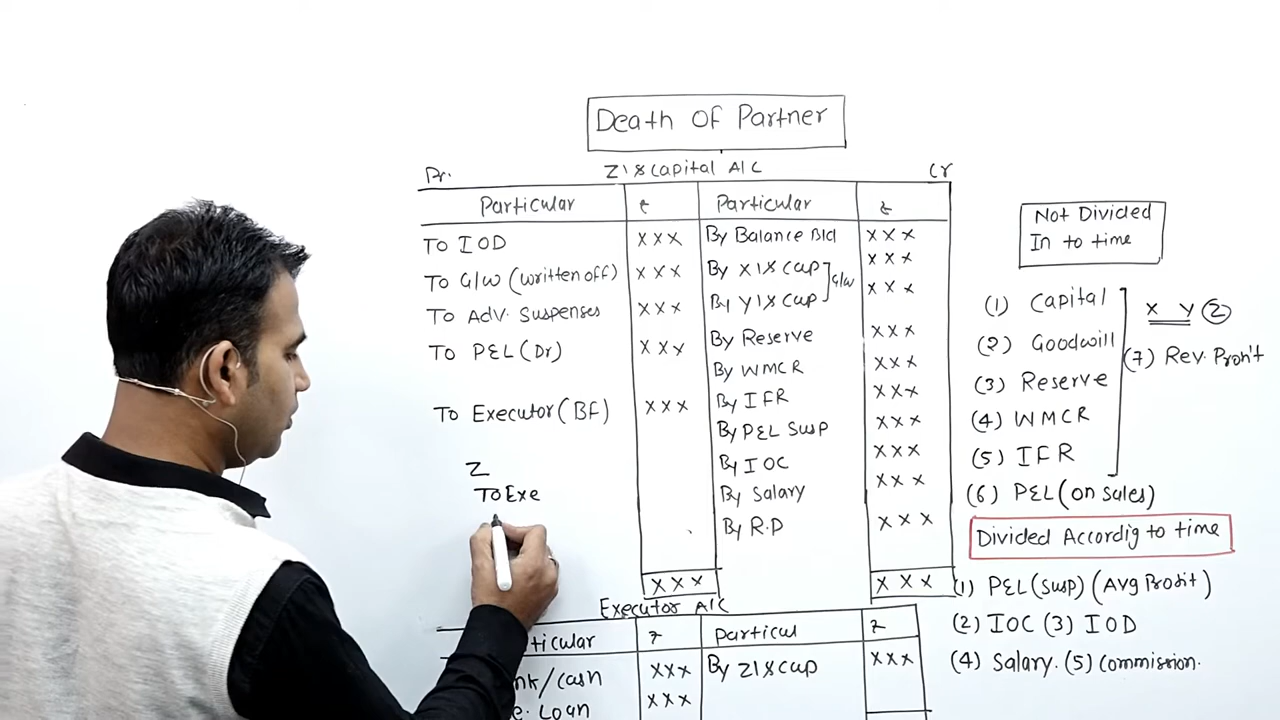 Death Of Partner
Dr. Z's Capital A/C Cr
Particular ₹ Particular ₹
To IOD xxx By Balance Bld xxx
To G/W (written off) xxx By X's Cap xxx
G/W
To Adv. Suspenses xxx By Y's Cap xxx
To P&L (Dr) xxx By Reserve xxx
By WMCR xxx
To Executor (BF) xxx By IFR xxx
By P&L Susp xxx
By IOC xxx
By Salary xxx
By R.P xxx
Z
To Exe
xxx xxx
Executor A/C
Particul ₹
nk/cash xxx By Z's Cap xxx
Loan xxx
Not Divided
In to time
(1) Capital
(2) Goodwill
(3) Reserve
(4) WMCR
(5) IFR
X Y (2)
(7) Rev. Profit
(6) P&L (on Sales)
Divided Accordig to time
(1) P&L (Susp) (Avg Profit)
(2) IOC (3) IOD
(4) Salary. (5) Commission.